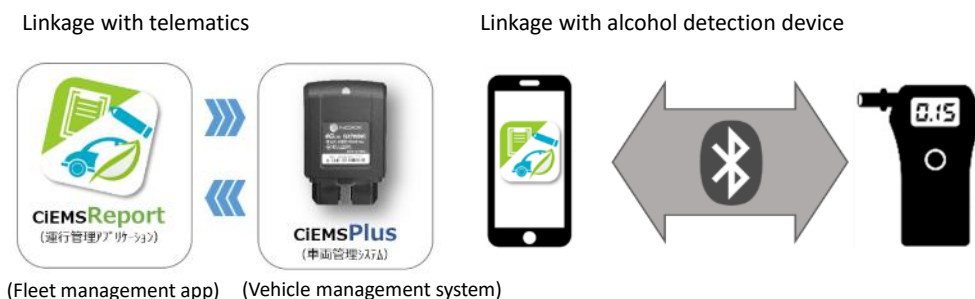 Linkage with telematics
Linkage with alcohol detection device
CiEMSReport
(運行管理アプリケーション)
CiEMSPlus
(車両管理システム)
0.15
(Fleet management app)
(Vehicle management system)